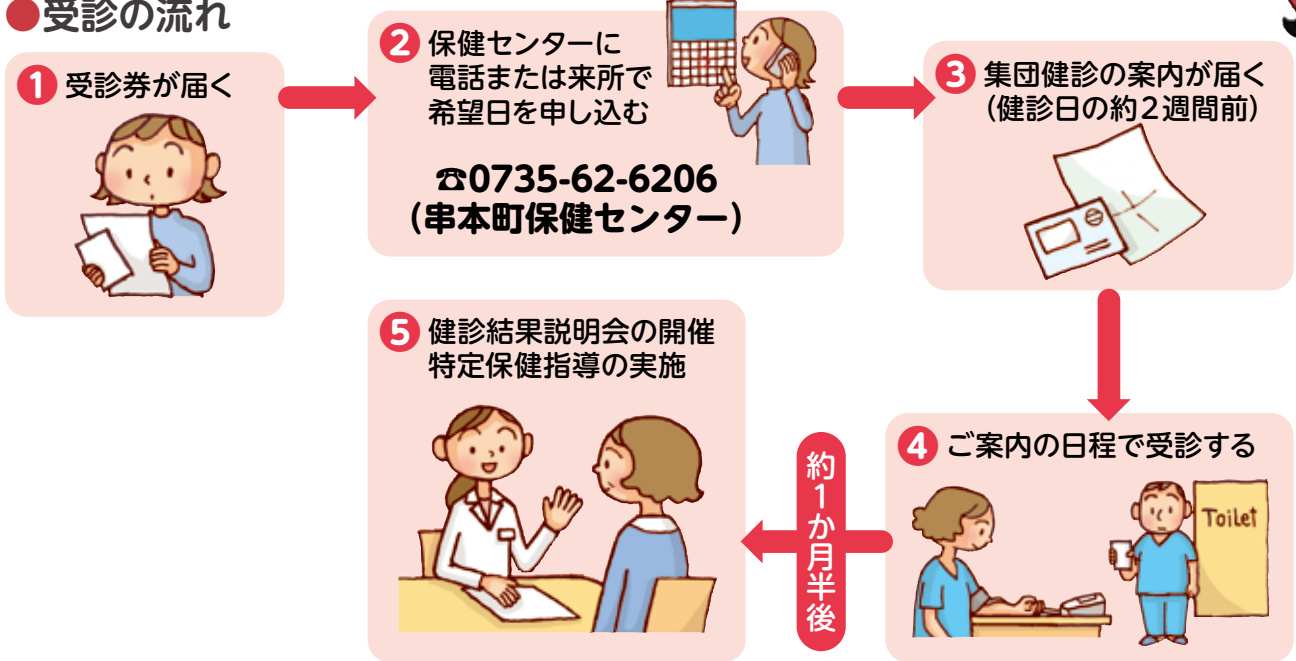 ●受診の流れ
❶ 受診券が届く
❷ 保健センターに
電話または来所で
希望日を申し込む
☎0735-62-6206
(串本町保健センター)
❸ 集団健診の案内が届く
(健診日の約2週間前)
❹ ご案内の日程で受診する
Toilet
約1か月半後
❺ 健診結果説明会の開催
特定保健指導の実施